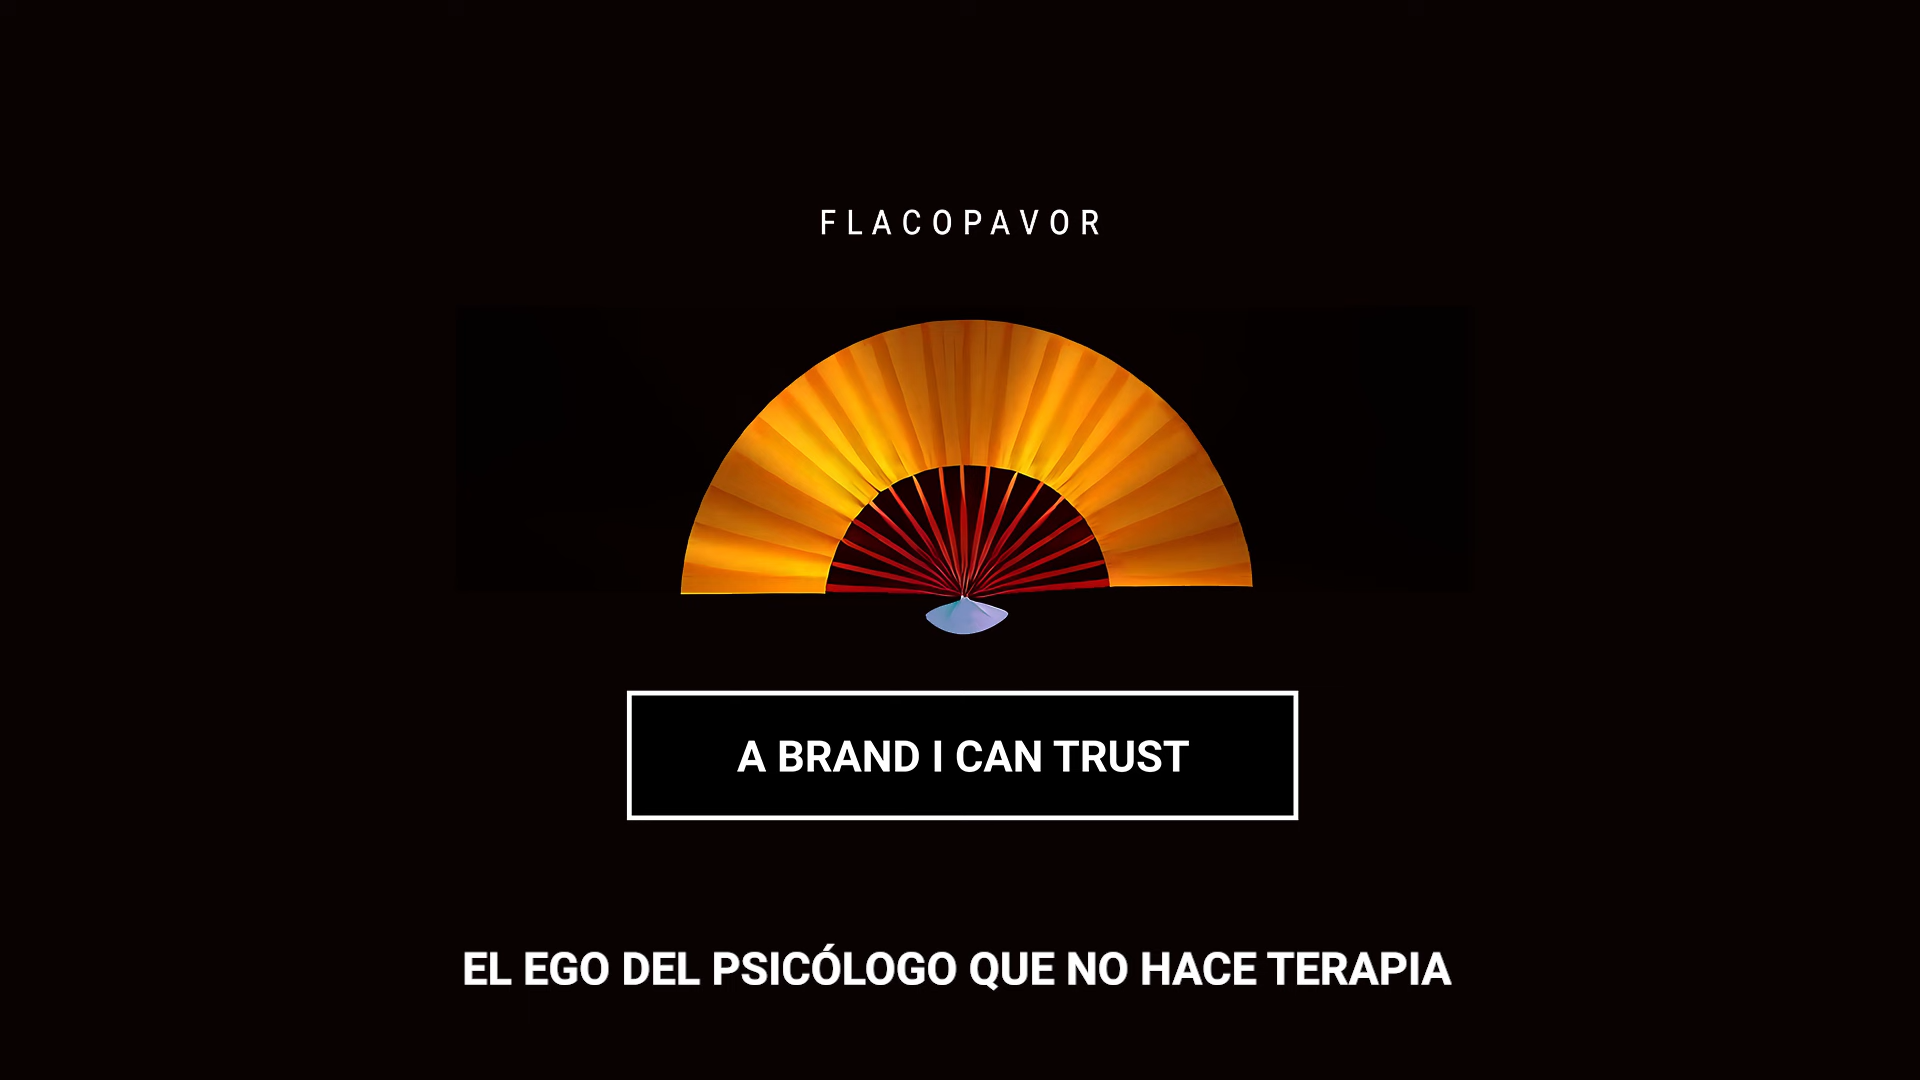 FLACOPAVOR
A BRAND I CAN TRUST
EL EGO DEL PSICÓLOGO QUE NO HACE TERAPIA